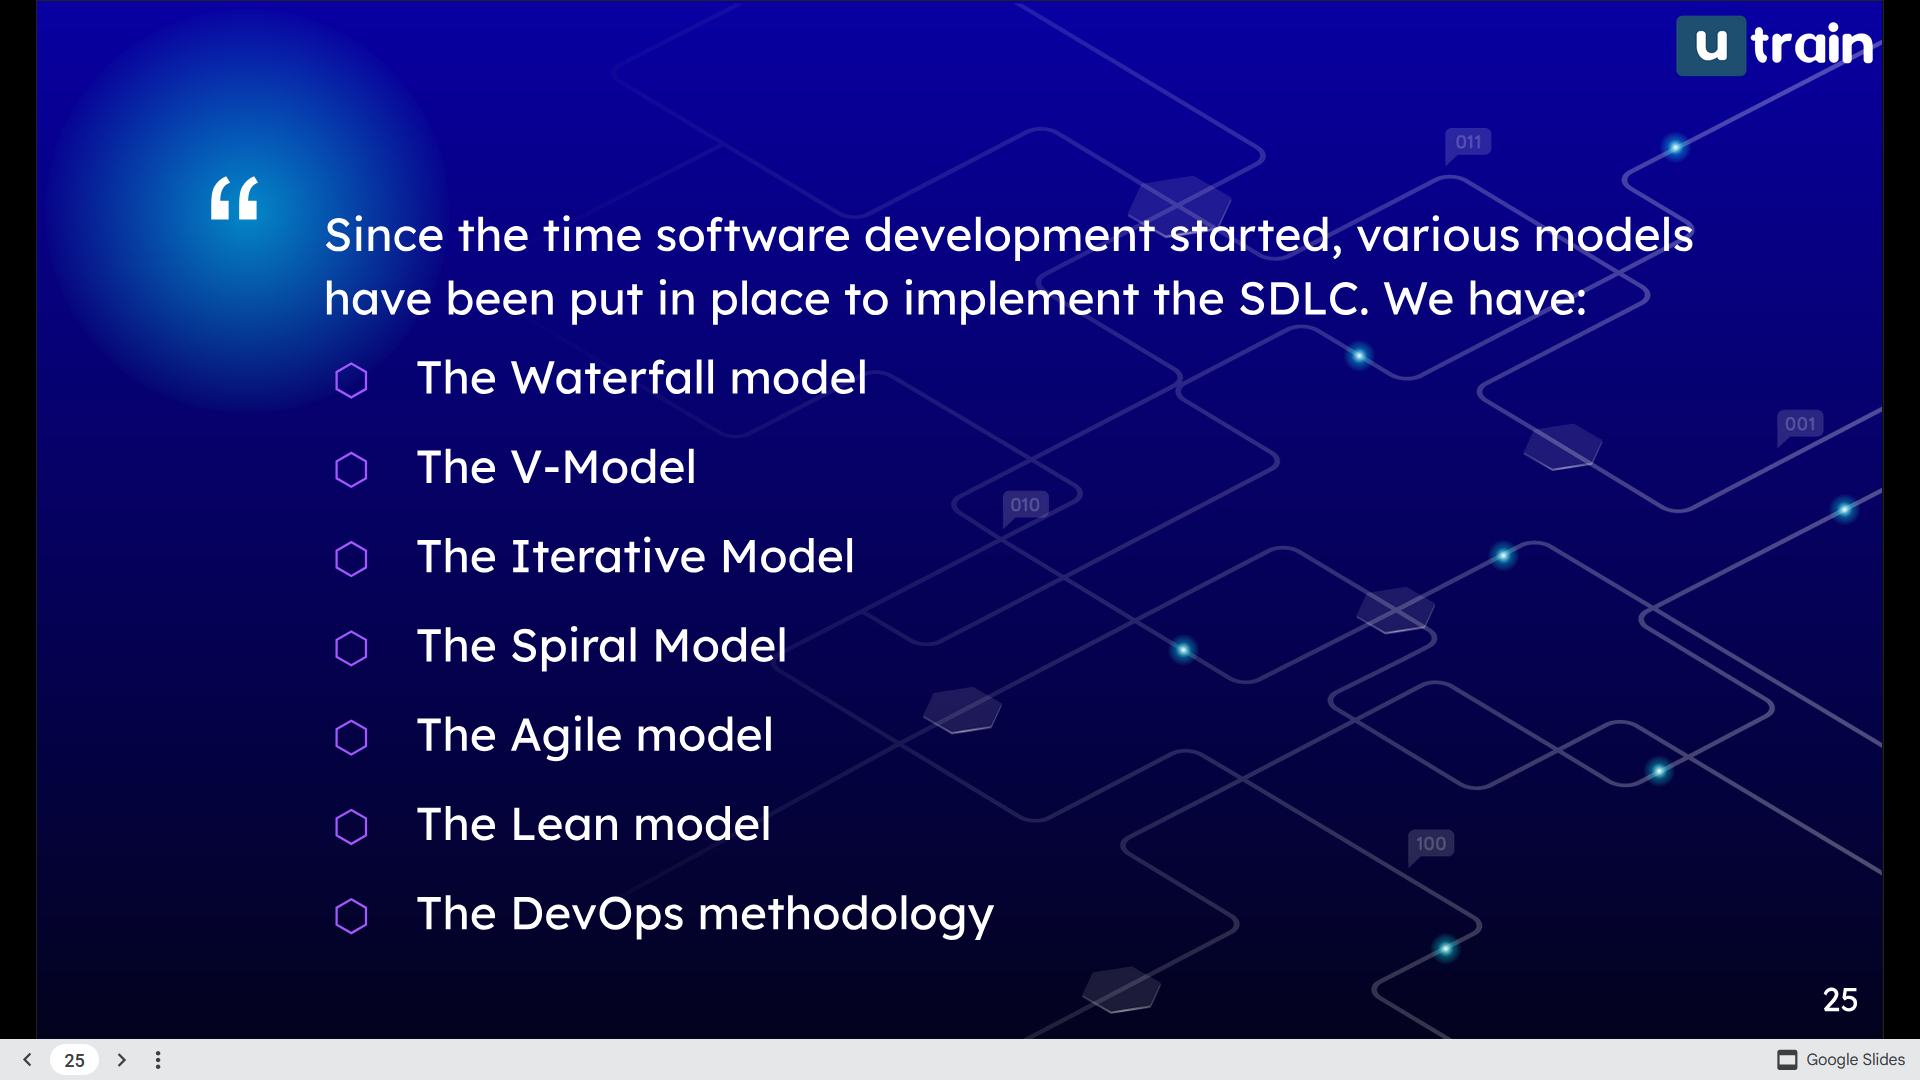 u train
011
“
Since the time software development started, various models
have been put in place to implement the SDLC. We have:
The Waterfall model
001
The V-Model
010
The Iterative Model
The Spiral Model
The Agile model
The Lean model
100
The DevOps methodology
25
25
Google Slides